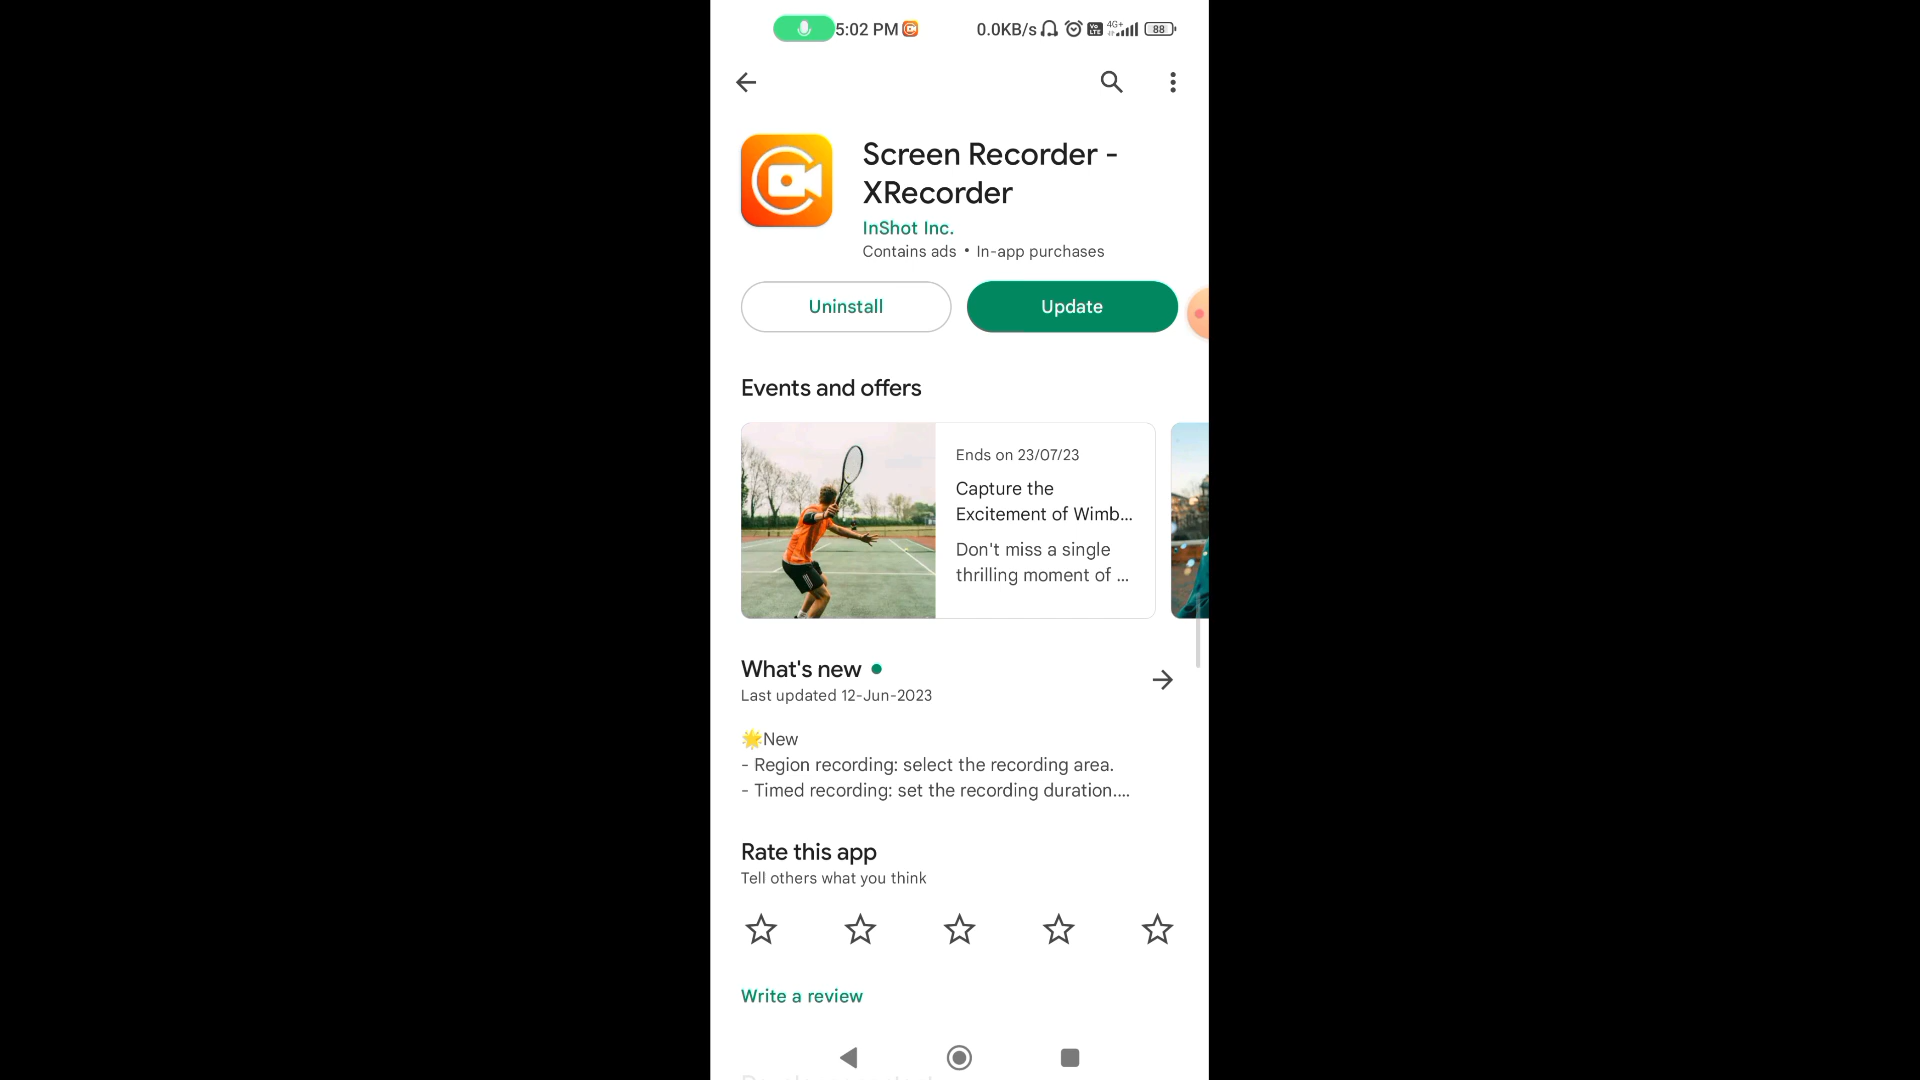 5:02 PM 0.0KB/s 4G+ 88
Screen Recorder -
XRecorder
InShot Inc.
Contains ads • In-app purchases
Uninstall
Update
Events and offers
Ends on 23/07/23
Capture the
Excitement of Wimb...
Don't miss a single
thrilling moment of ...
What's new
Last updated 12-Jun-2023
🌟New
- Region recording: select the recording area.
- Timed recording: set the recording duration....
Rate this app
Tell others what you think
Write a review